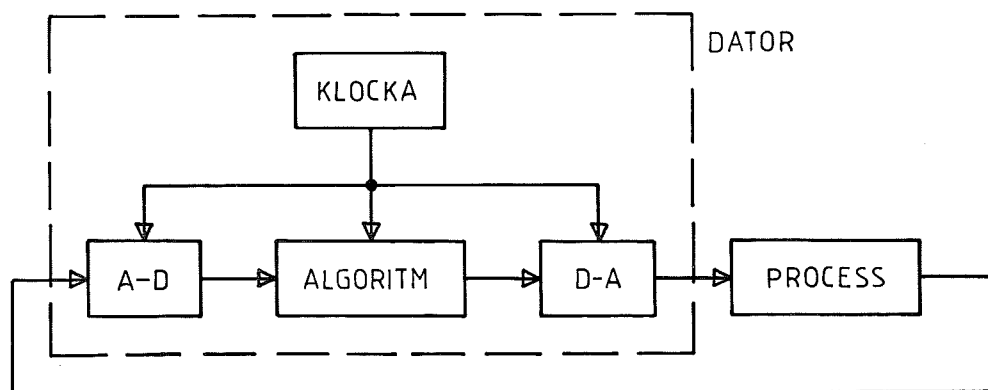 DATOR
KLOCKA
A-D
ALGORITM
D-A
PROCESS